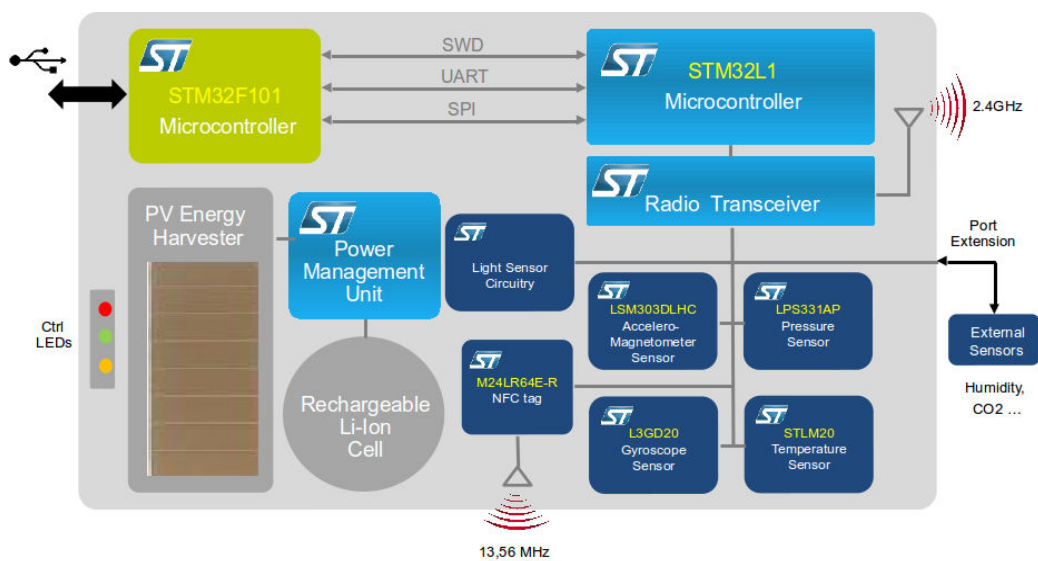 ST
STM32F101
Microcontroller
SWD
UART
SPI
ST
STM32L1
Microcontroller
2.4GHz
ST
Radio Transceiver
PV Energy
Harvester
ST
Power
Management
Unit
ST
Light Sensor
Circuitry
Port
Extension
ST
LSM303DLHC
Accelero-
Magnetometer
Sensor
ST
LPS331AP
Pressure
Sensor
External
Sensors
Humidity,
CO2 ...
Ctrl
LEDs
Rechargeable
Li-Ion
Cell
ST
M24LR64E-R
NFC tag
ST
L3GD20
Gyroscope
Sensor
ST
STLM20
Temperature
Sensor
13,56 MHz